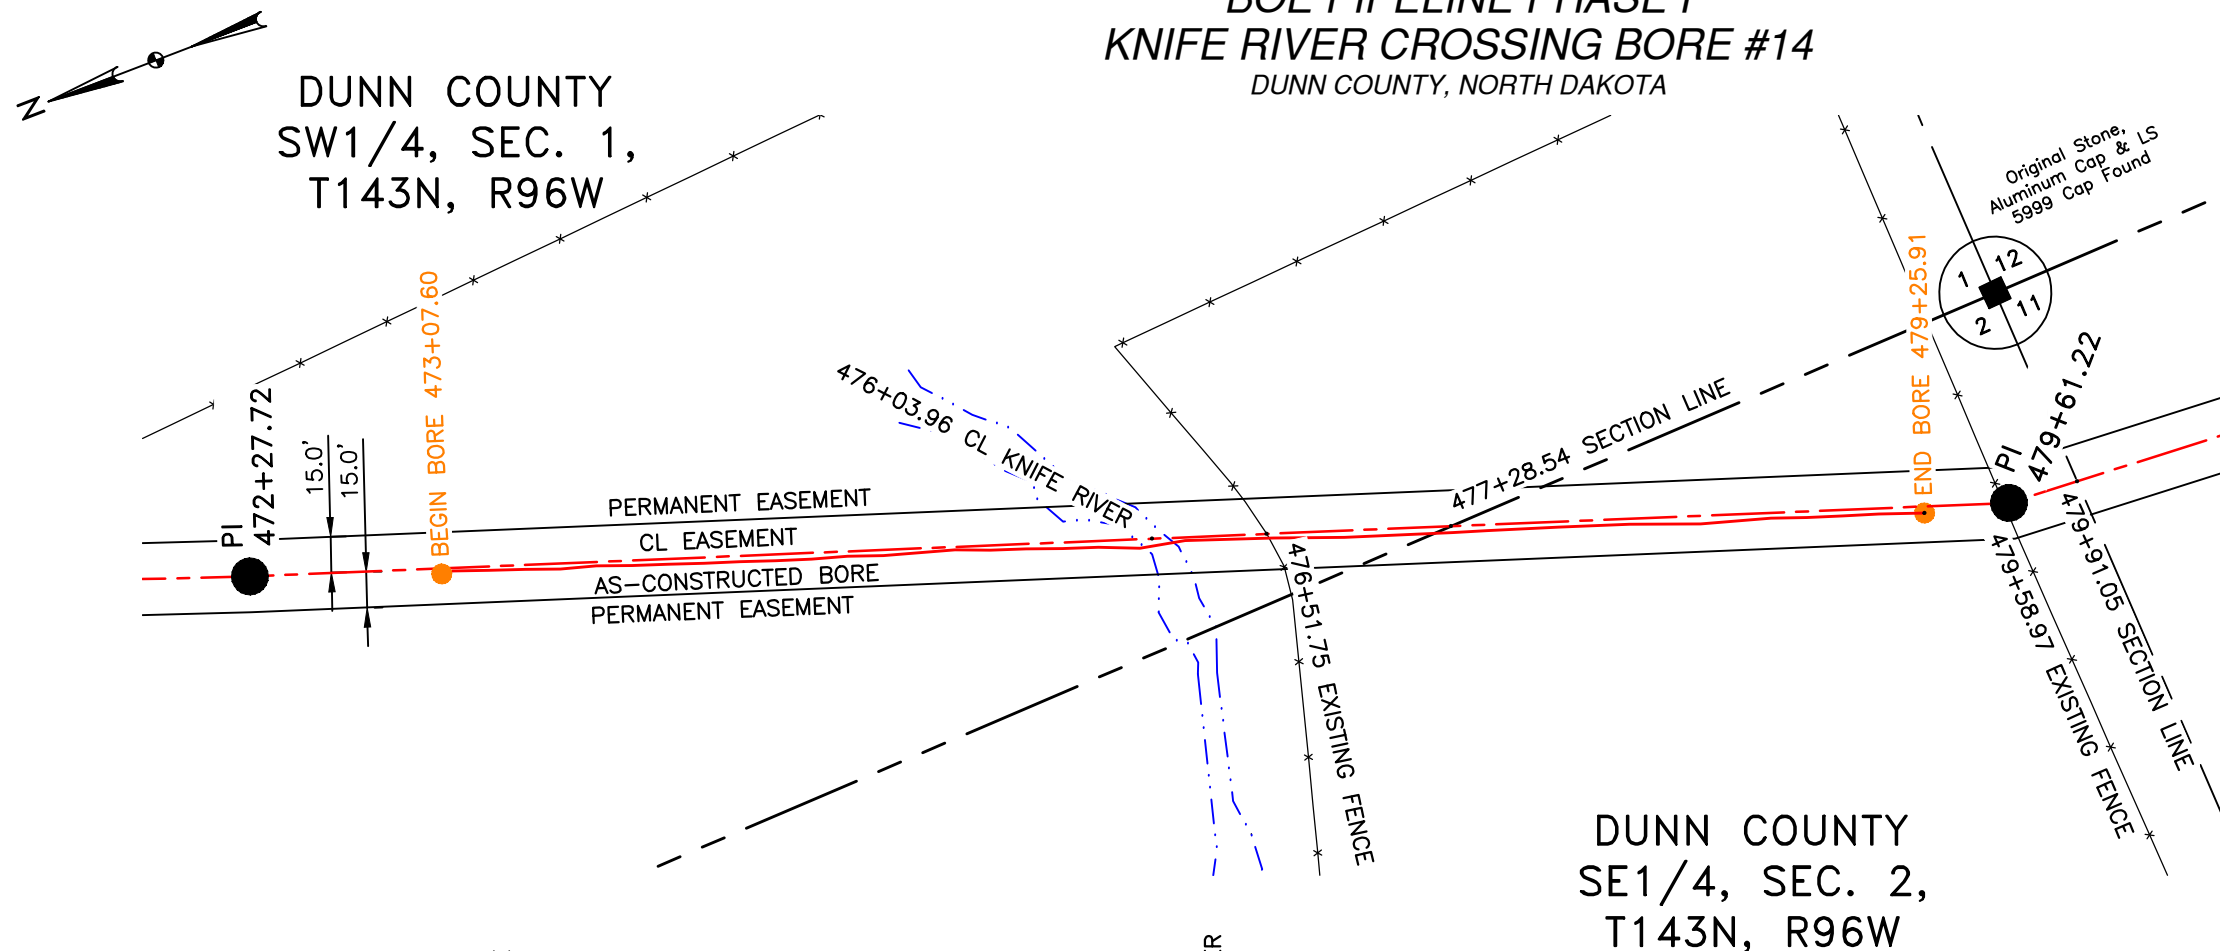 BOE PIPELINE PHASE I
KNIFE RIVER CROSSING BORE #14
DUNN COUNTY, NORTH DAKOTA
N
DUNN COUNTY
SW1/4, SEC. 1,
T143N, R96W
Original Stone,
Aluminum Cap & LS
5999 Cap Found
1
12
2
11
PI
472+27.72
15.0'
15.0'
BEGIN BORE 473+07.60
476+03.96 CL KNIFE RIVER
PERMANENT EASEMENT
CL EASEMENT
AS-CONSTRUCTED BORE
PERMANENT EASEMENT
476+51.75 EXISTING FENCE
477+28.54 SECTION LINE
END BORE 479+25.91
PI
479+61.22
479+58.97 EXISTING FENCE
479+91.05 SECTION LINE
DUNN COUNTY
SE1/4, SEC. 2,
T143N, R96W